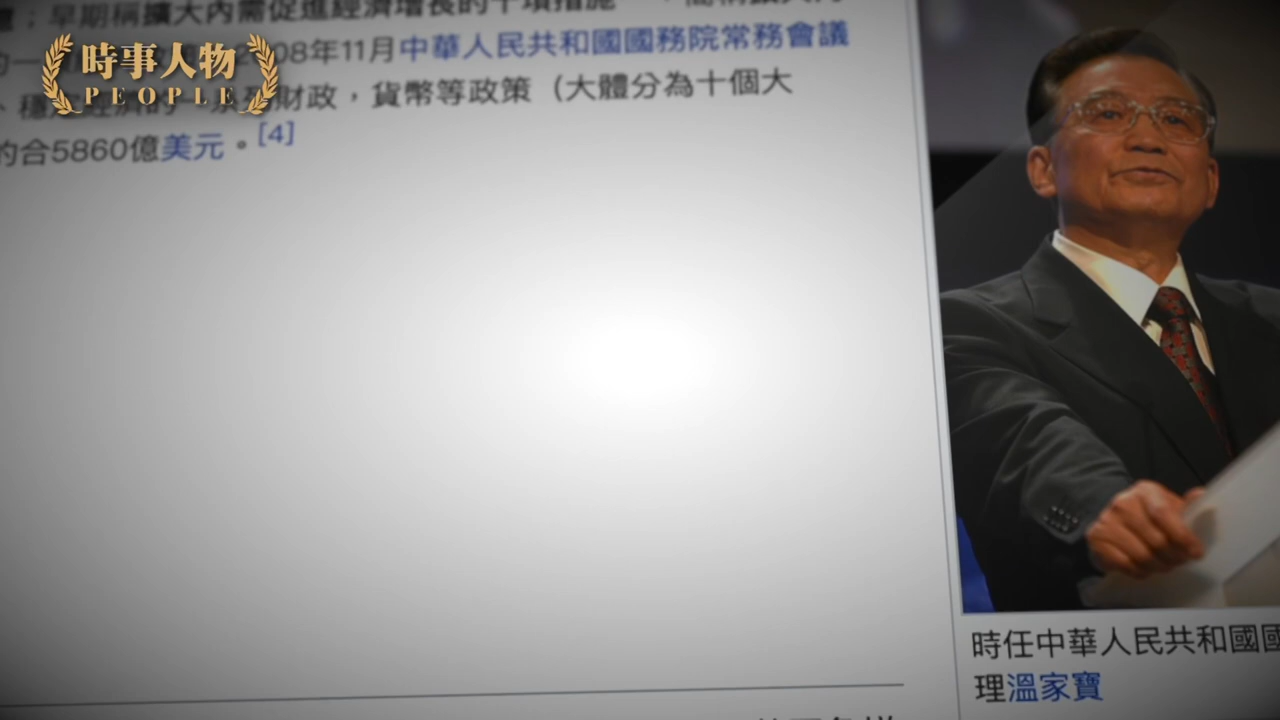 ；早期稱擴大內需促進經濟增長的十項措施
時事人物
PEOPLE
08年11月中華人民共和國國務院常務會議
財政，貨幣等政策（大體分為十個大
的合5860億美元。[4]
時任中華人民共和國國
理溫家寶